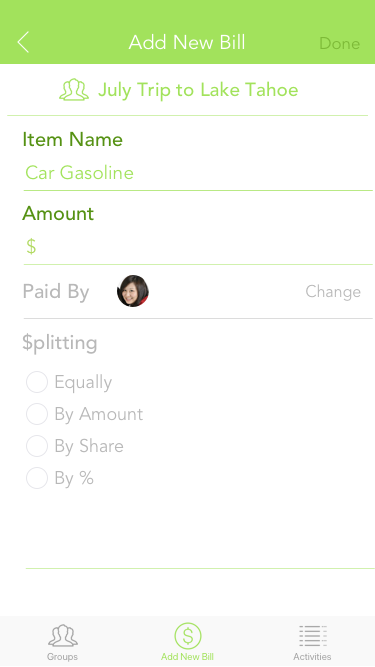 Add New Bill
Done
July Trip to Lake Tahoe
Item Name
Car Gasoline
Amount
$
Paid By
Change
$plitting
Equally
By Amount
By Share
By %
$
Groups
Add New Bill
Activities